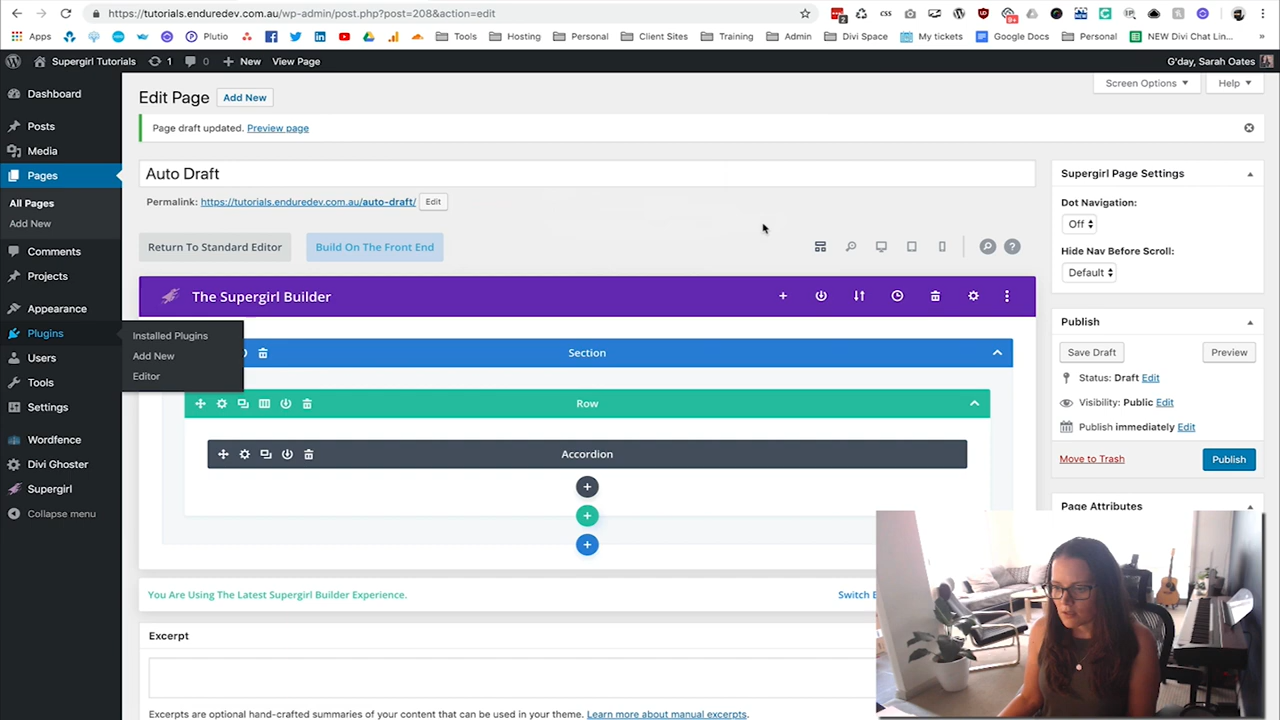 https://tutorials.enduredev.com.au/wp-admin/post.php?post=208&action=edit
Apps
Pluto
Tools
Hosting
Personal
Client Sites
Training
Admin
Divi Space
My tickets
Google Docs
Personal
NEW Divi Chat Lin...
Supergirl Tutorials
1
0
New
View Page
G'day, Sarah Oates
Dashboard
Posts
Media
Pages
All Pages
Add New
Comments
Projects
Appearance
Plugins
Installed Plugins
Add New
Editor
Users
Tools
Settings
Wordfence
Divi Ghoster
Supergirl
Collapse menu
Screen Options
Help
Edit Page
Add New
Page draft updated. Preview page
Auto Draft
Permalink: https://tutorials.enduredev.com.au/auto-draft/ Edit
Return To Standard Editor
Build On The Front End
The Supergirl Builder
Section
Row
Accordion
You Are Using The Latest Supergirl Builder Experience.
Switch
Excerpt
Excerpts are optional hand-crafted summaries of your content that can be used in your theme. Learn more about manual excerpts.
Supergirl Page Settings
Dot Navigation:
Off
Hide Nav Before Scroll:
Default
Publish
Save Draft
Preview
Status: Draft Edit
Visibility: Public Edit
Publish immediately Edit
Move to Trash
Publish
Page Attributes